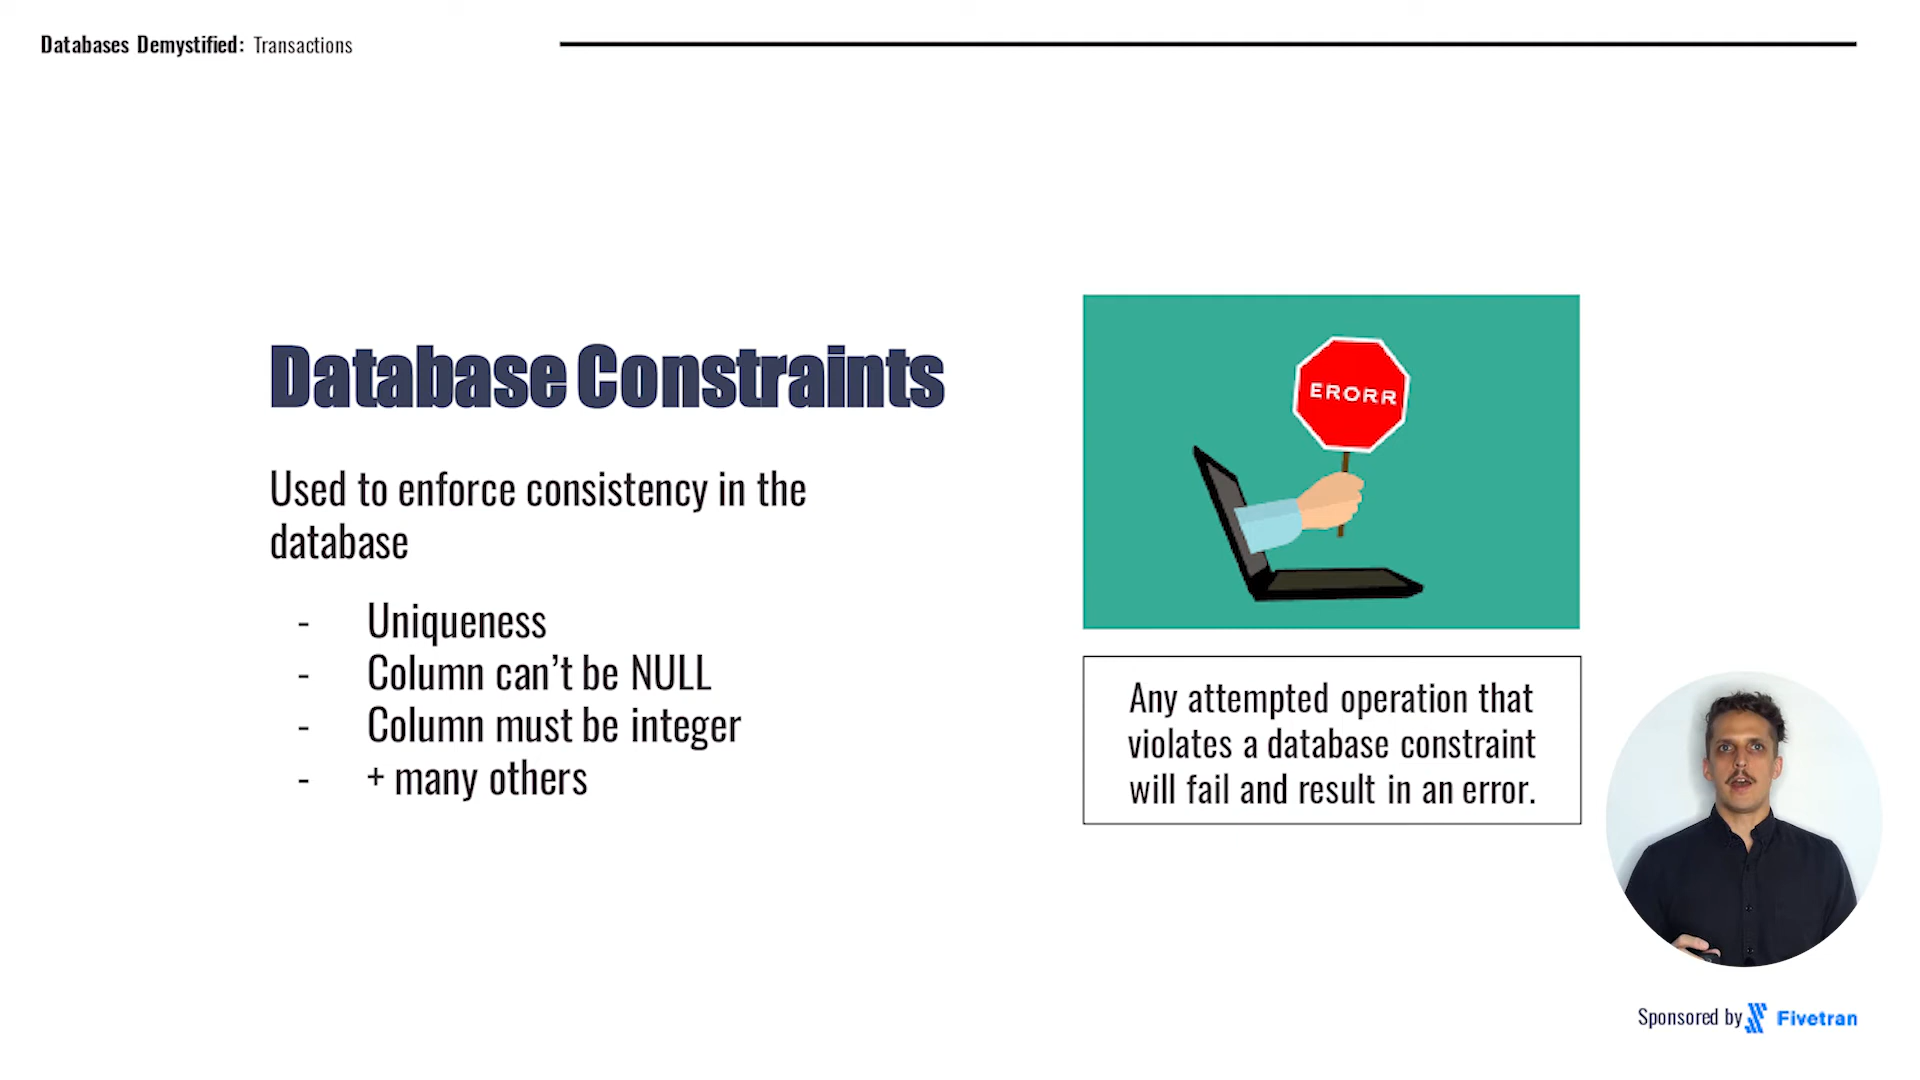 Databases Demystified: Transactions
Database Constraints
Used to enforce consistency in the
database
- Uniqueness
- Column can’t be NULL
- Column must be integer
- + many others
ERORR
Any attempted operation that
violates a database constraint
will fail and result in an error.
Sponsored by Fivetran